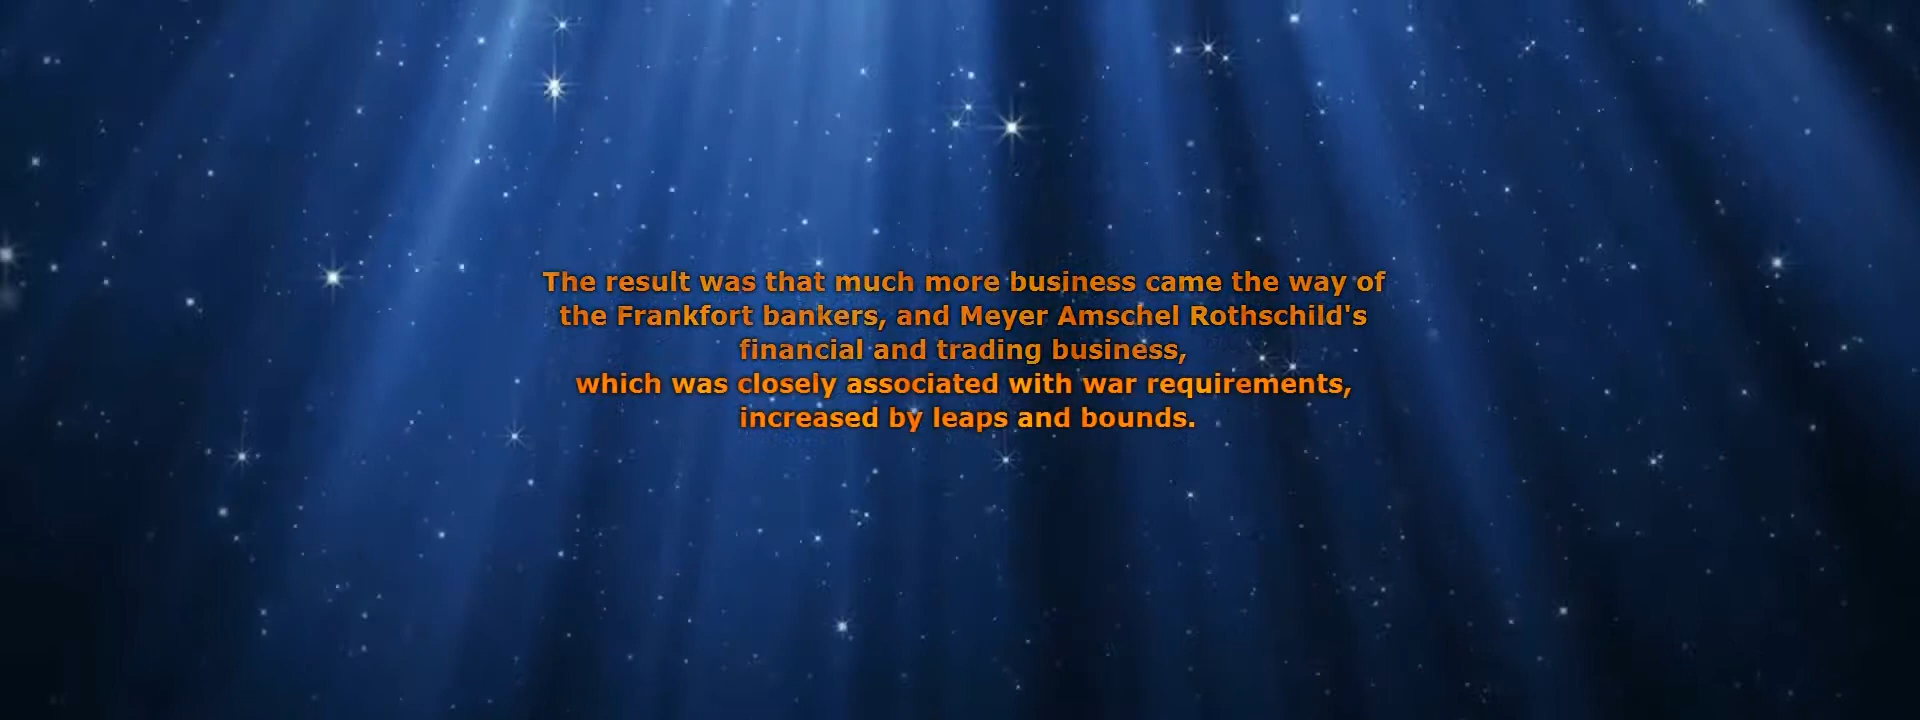 The result was that much more business came the way of
the Frankfort bankers, and Meyer Amschel Rothschild's
financial and trading business,
which was closely associated with war requirements,
increased by leaps and bounds.